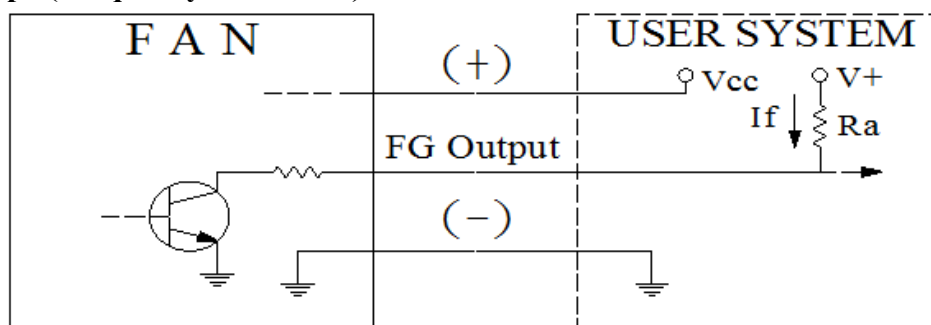 F A N
USER SYSTEM
(+)
Vcc
V+
If
Ra
FG Output
(-)